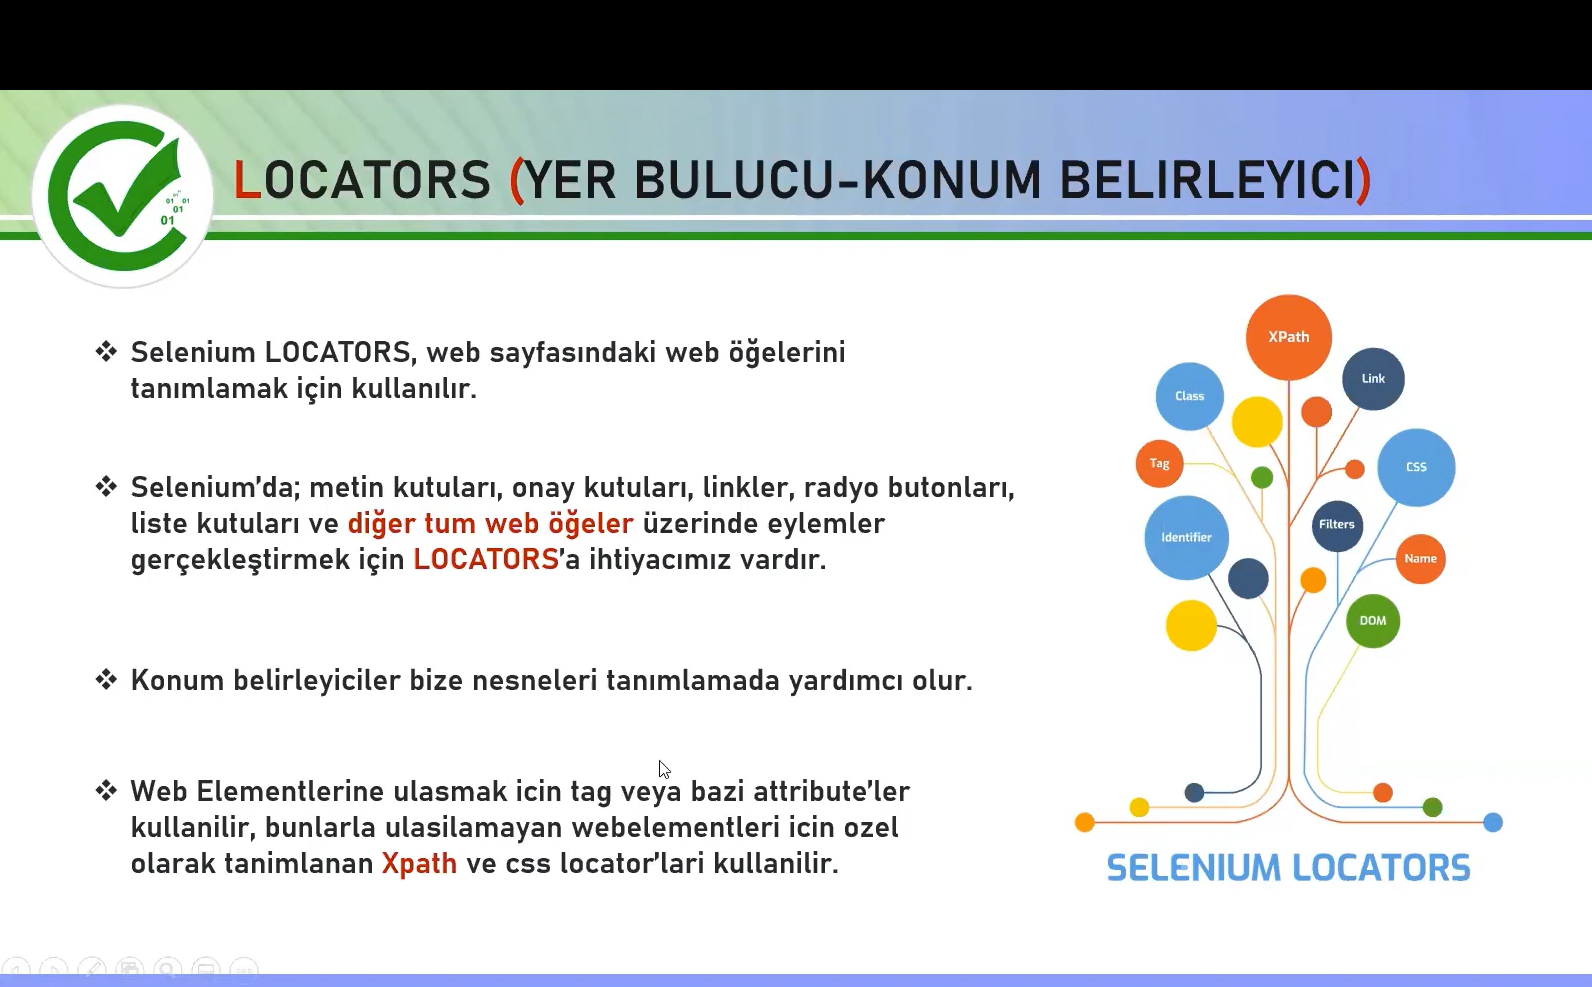 LOCATORS (YER BULUCU-KONUM BELIRLEYICI)
01 01
01
01
Selenium LOCATORS, web sayfasındaki web öğelerini
tanımlamak için kullanılır.
Selenium’da; metin kutuları, onay kutuları, linkler, radyo butonları,
liste kutuları ve diğer tum web öğeler üzerinde eylemler
gerçekleştirmek için LOCATORS’a ihtiyacımız vardır.
Konum belirleyiciler bize nesneleri tanımlamada yardımcı olur.
Web Elementlerine ulasmak icin tag veya bazi attribute’ler
kullanilir, bunlarla ulasilamayan webelementleri icin ozel
olarak tanimlanan Xpath ve css locator’lari kullanilir.
XPath
Link
Class
Tag
CSS
Filters
Identifier
Name
DOM
SELENIUM LOCATORS